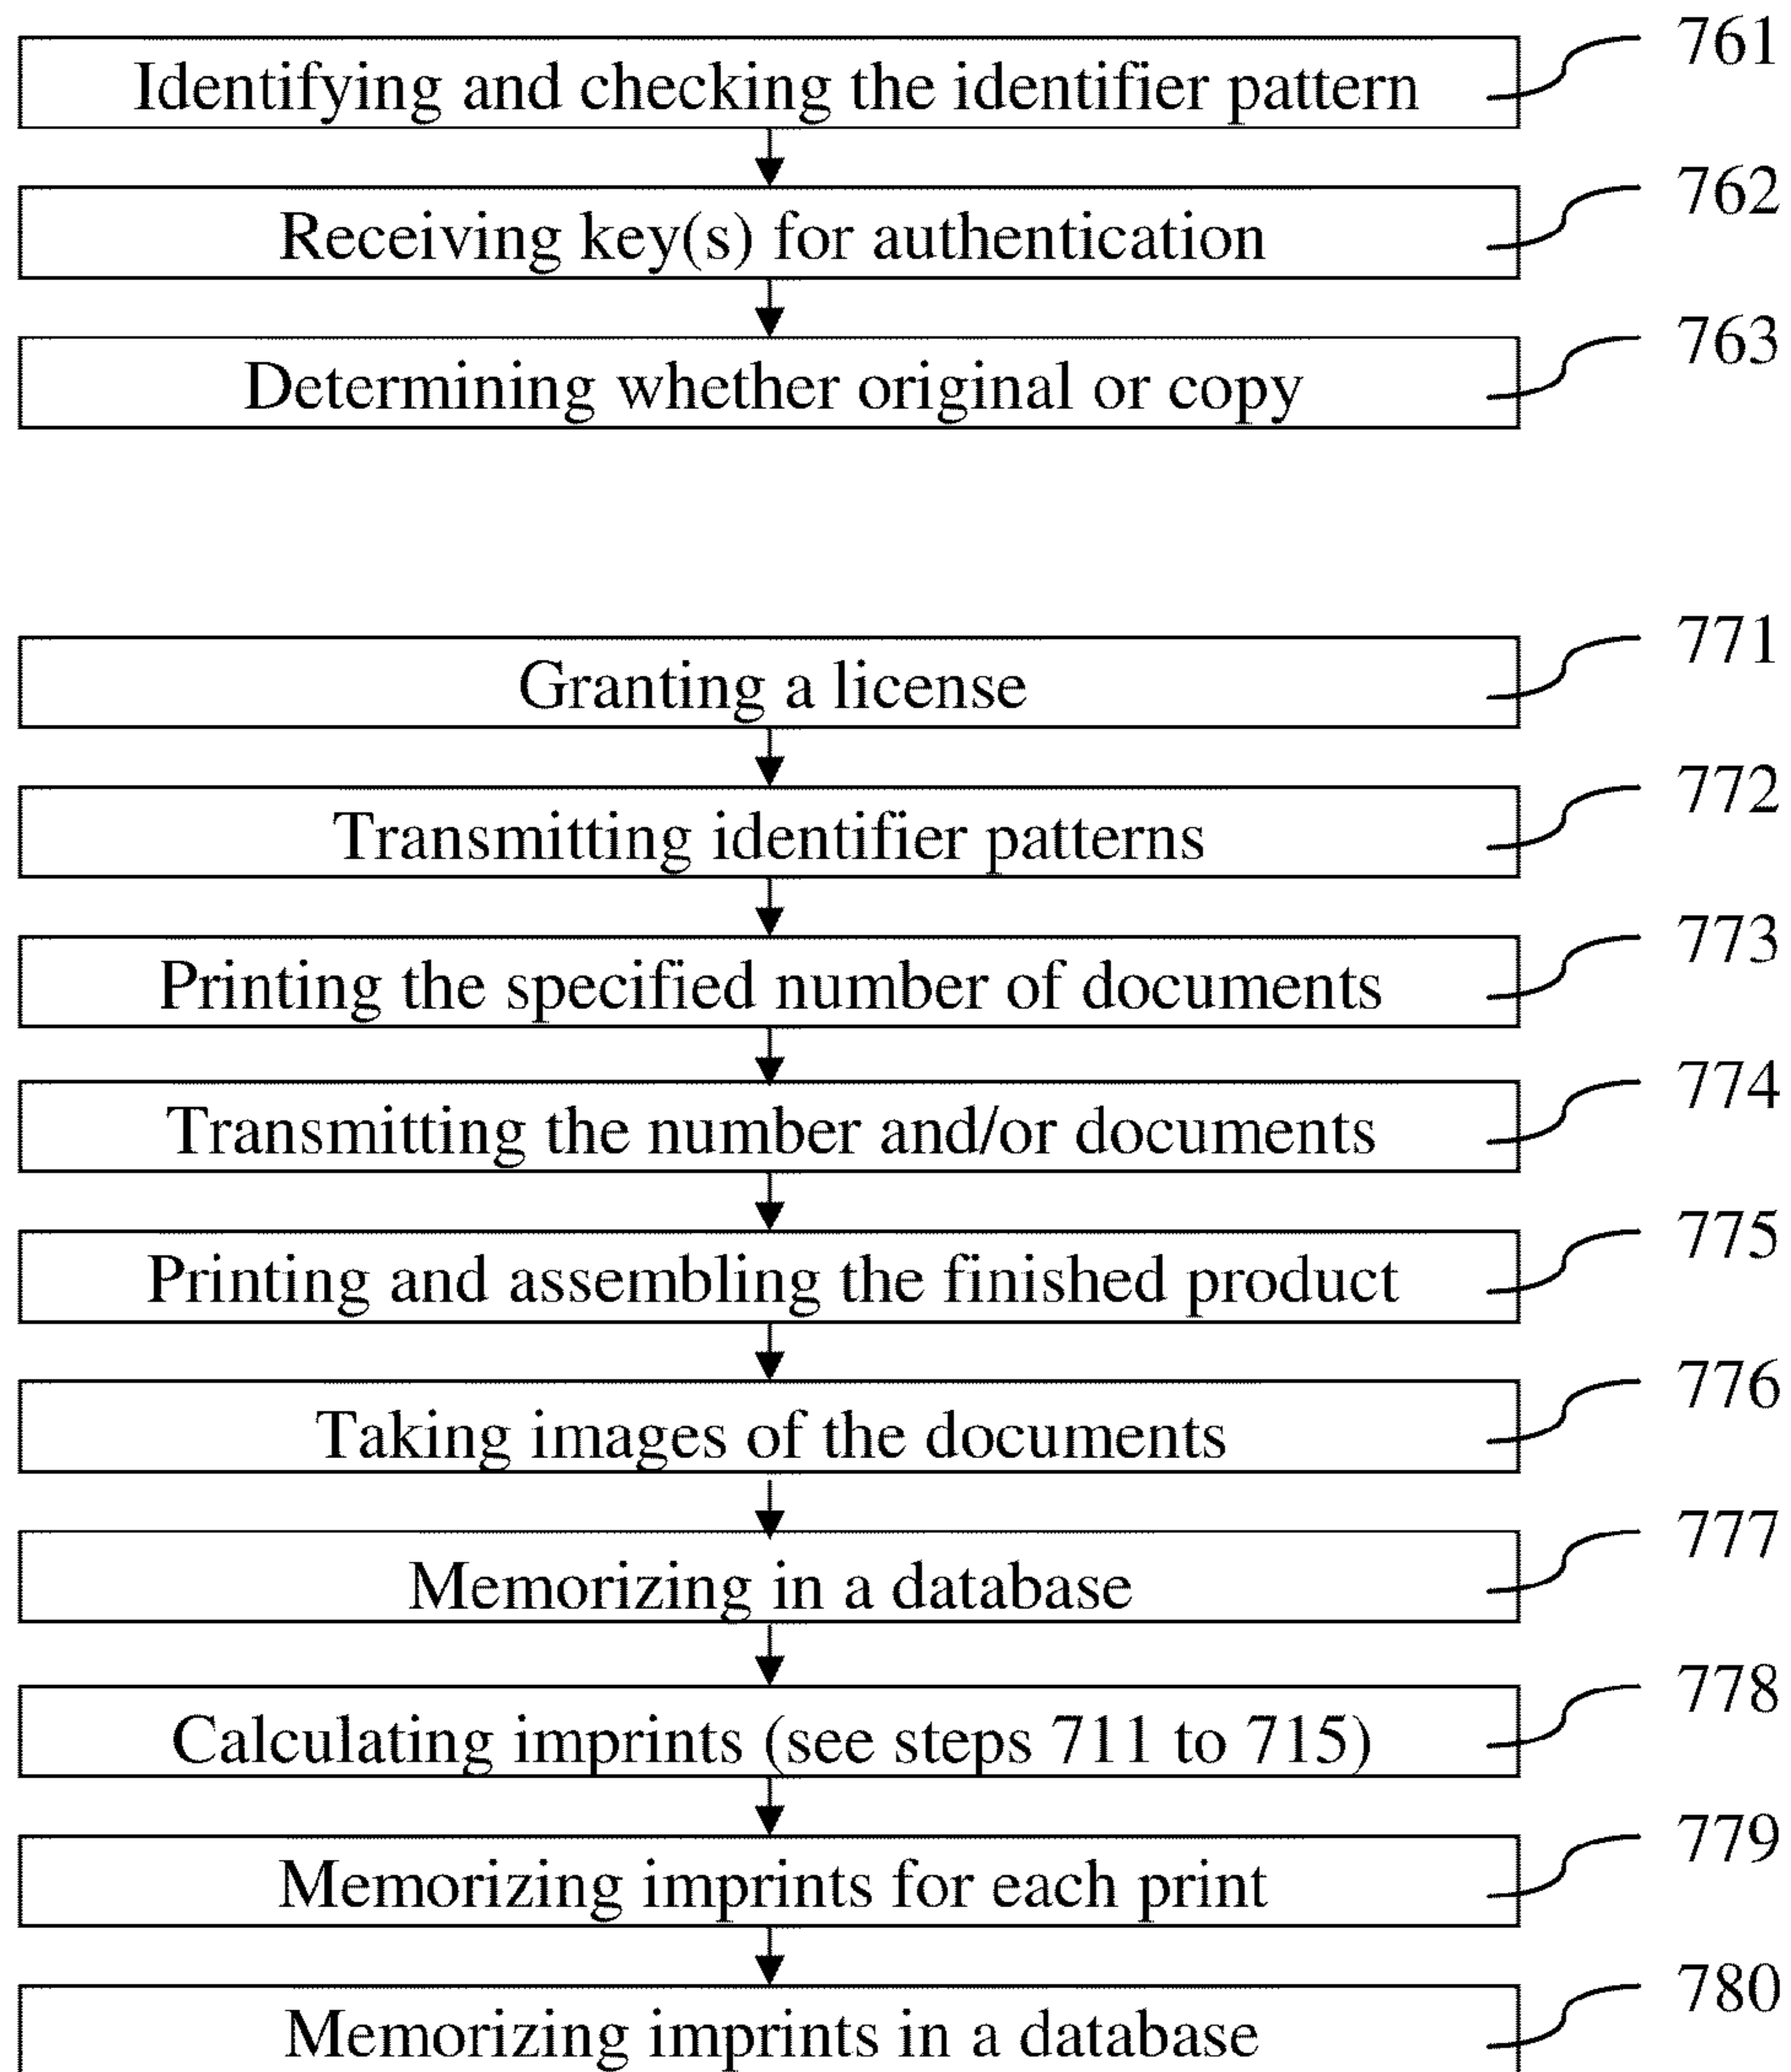 761
Identifying and checking the identifier pattern
762
Receiving key(s) for authentication
763
Determining whether original or copy
771
Granting a license
772
Transmitting identifier patterns
773
Printing the specified number of documents
774
Transmitting the number and/or documents
775
Printing and assembling the finished product
776
Taking images of the documents
777
Memorizing in a database
778
Calculating imprints (see steps 711 to 715)
779
Memorizing imprints for each print
780
Memorizing imprints in a database